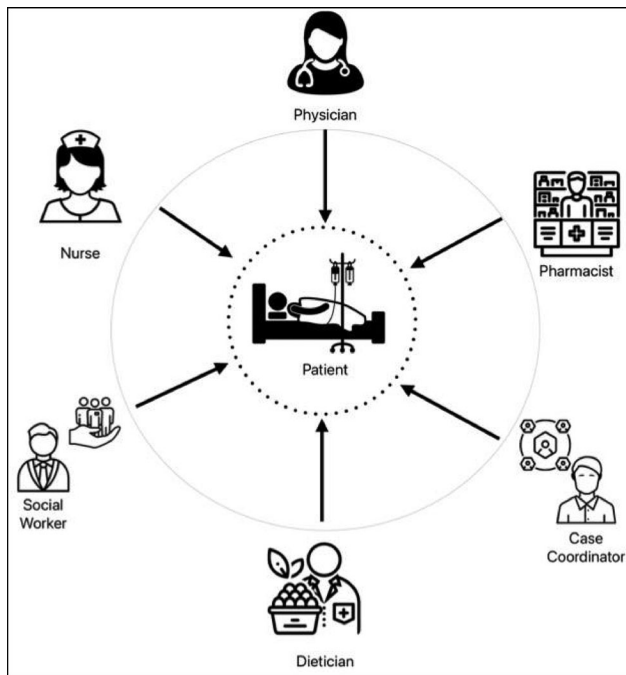 Physician
Nurse
Pharmacist
Patient
Social
Worker
Case
Coordinator
Dietician